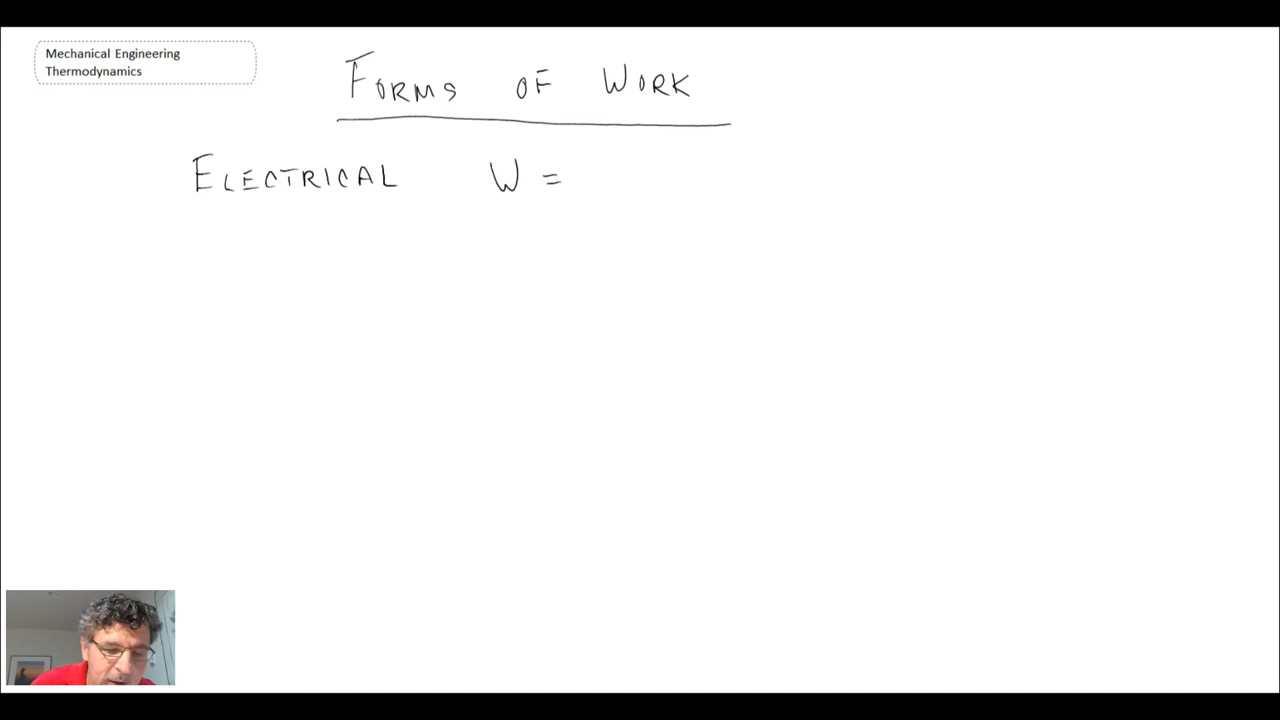 Mechanical Engineering
Thermodynamics
FORMS OF WORK
ELECTRICAL W =